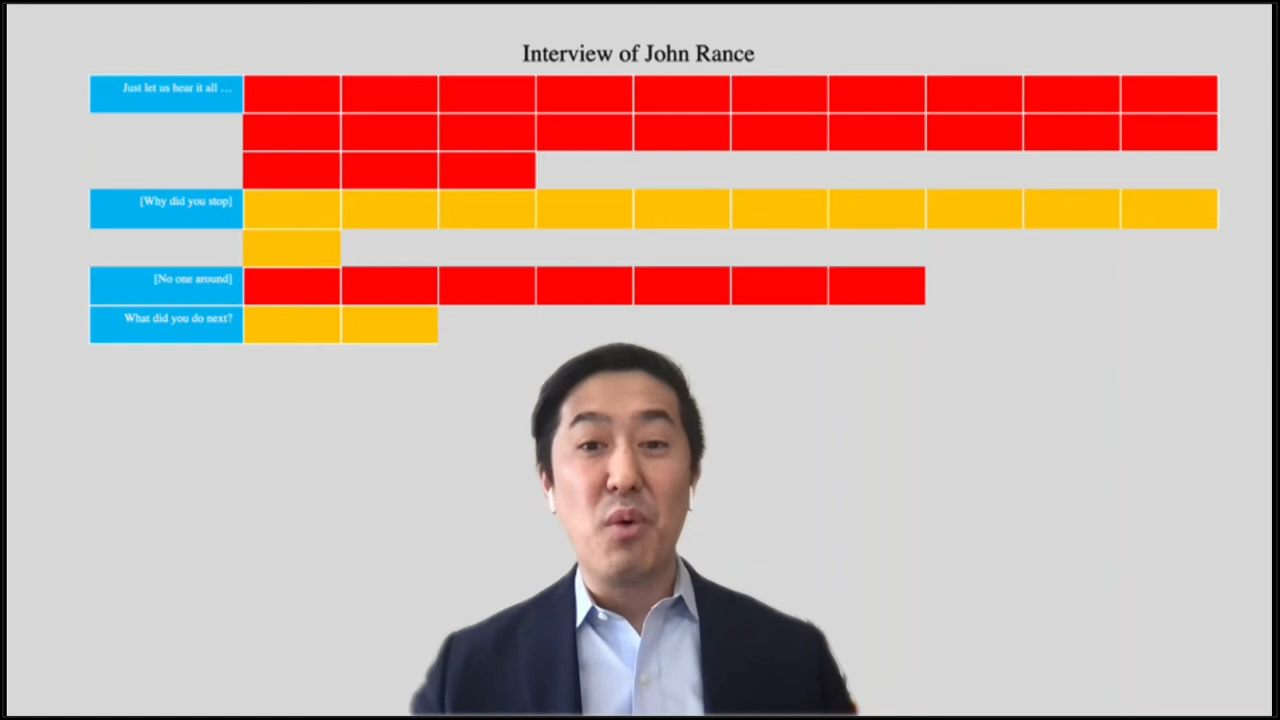 Interview of John Rance
Just let us hear it all …
[Why did you stop]
[No one around]
What did you do next?